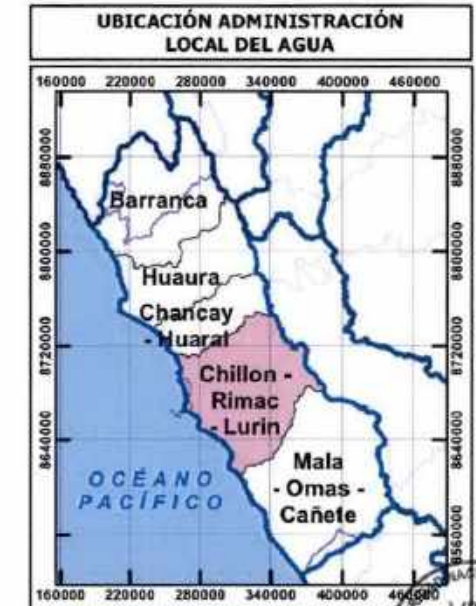 UBICACIÓN ADMINISTRACIÓN
LOCAL DEL AGUA
160000 220000 280000 340000 400000 460000
8880000 8880000
Barranca
8800000 8800000
Huaura
Chancay
- Huaral
8720000 8720000
Chillon -
Rimac
- Lurin
8640000 8640000
Mala
- Omas -
Cañete
OCÉANO
PACÍFICO
8560000
160000 220000 280000 340000 400000 460000